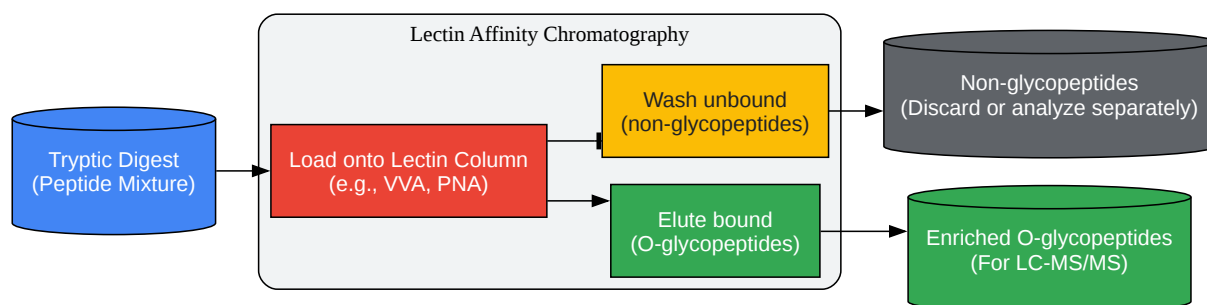 Lectin Affinity Chromatography
Tryptic Digest
(Peptide Mixture)
Load onto Lectin Column
(e.g., VVA, PNA)
Wash unbound
(non-glycopeptides)
Non-glycopeptides
(Discard or analyze separately)
Elute bound
(O-glycopeptides)
Enriched O-glycopeptides
(For LC-MS/MS)